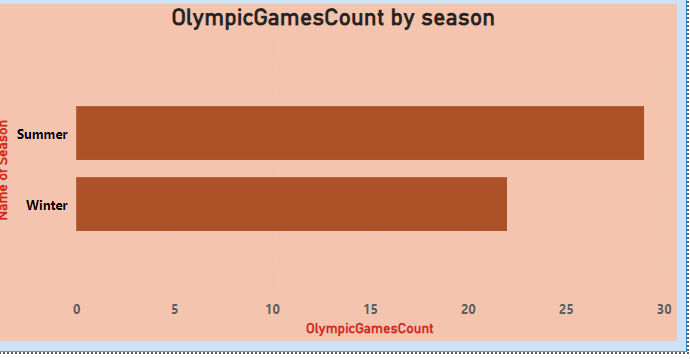 OlympicGamesCount by season
Name of Season
Summer
Winter
0 5 10 15 20 25 30
OlympicGamesCount